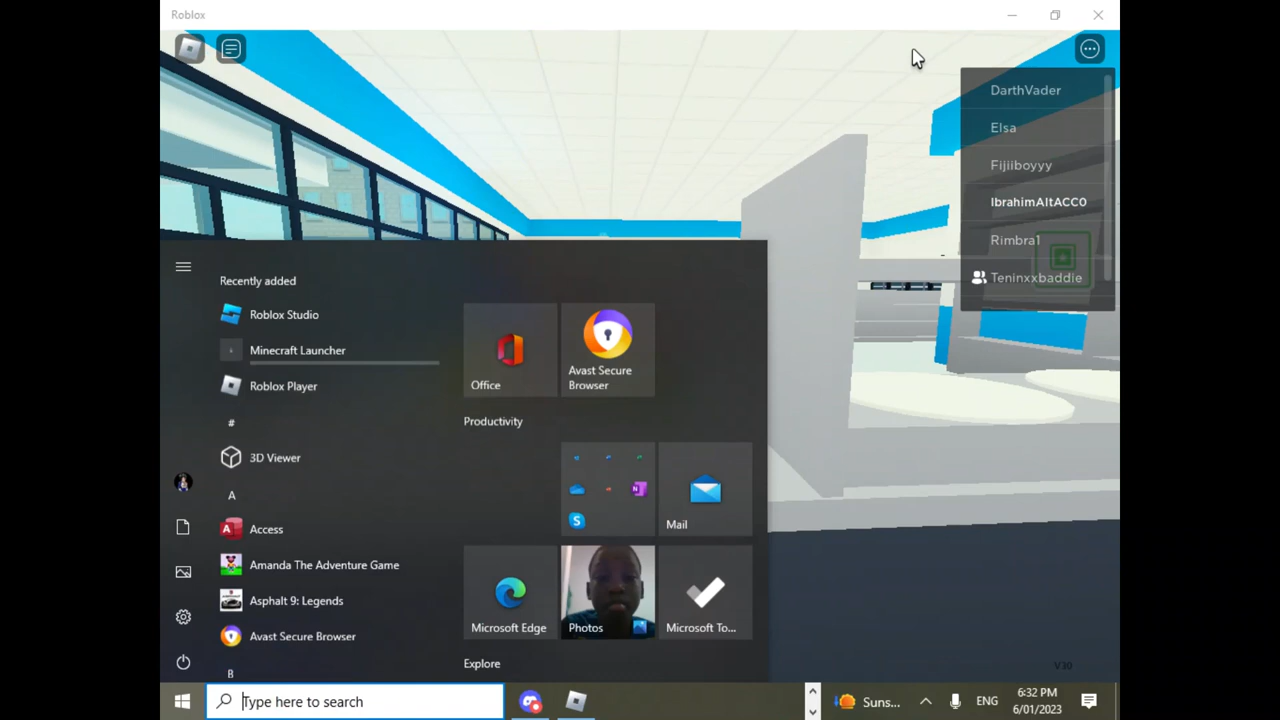 Roblox
DarthVader
Elsa
Fijiiboyyy
IbrahimAltACC0
Rimbra1
Teninxxbaddie
Recently added
Roblox Studio
Minecraft Launcher
Roblox Player
#
3D Viewer
A
Access
Amanda The Adventure Game
Asphalt 9: Legends
Avast Secure Browser
B
Office
Avast Secure
Browser
Productivity
Mail
Microsoft Edge
Photos
Microsoft To...
Explore
V30
Type here to search
Suns...
ENG
6:32 PM
6/01/2023